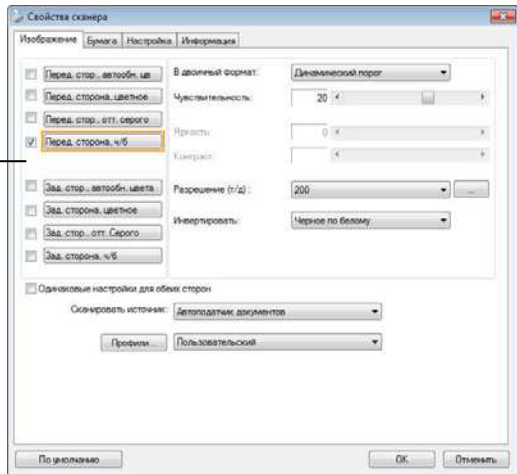 Свойства сканера
Изображение Бумага Настройка Информация
Перед. стор., автообн. цв
Перед. сторона, цветное
Перед. стор., отт. серого
Перед. сторона, ч/б
Зад. стор., автообн. цвета
Зад. сторона, цветное
Зад. стор., отт. Серого
Зад. сторона, ч/б
В двоичный формат: Динамический порог
Чувствительность: 20
Яркость: 0
Контраст:
Разрешение (т/д) : 200 ...
Инвертировать: Черное по белому
Одинаковые настройки для обеих сторон
Сканировать источник: Автоподатчик документов
Профили... Пользовательский
По умолчанию OK Отменить